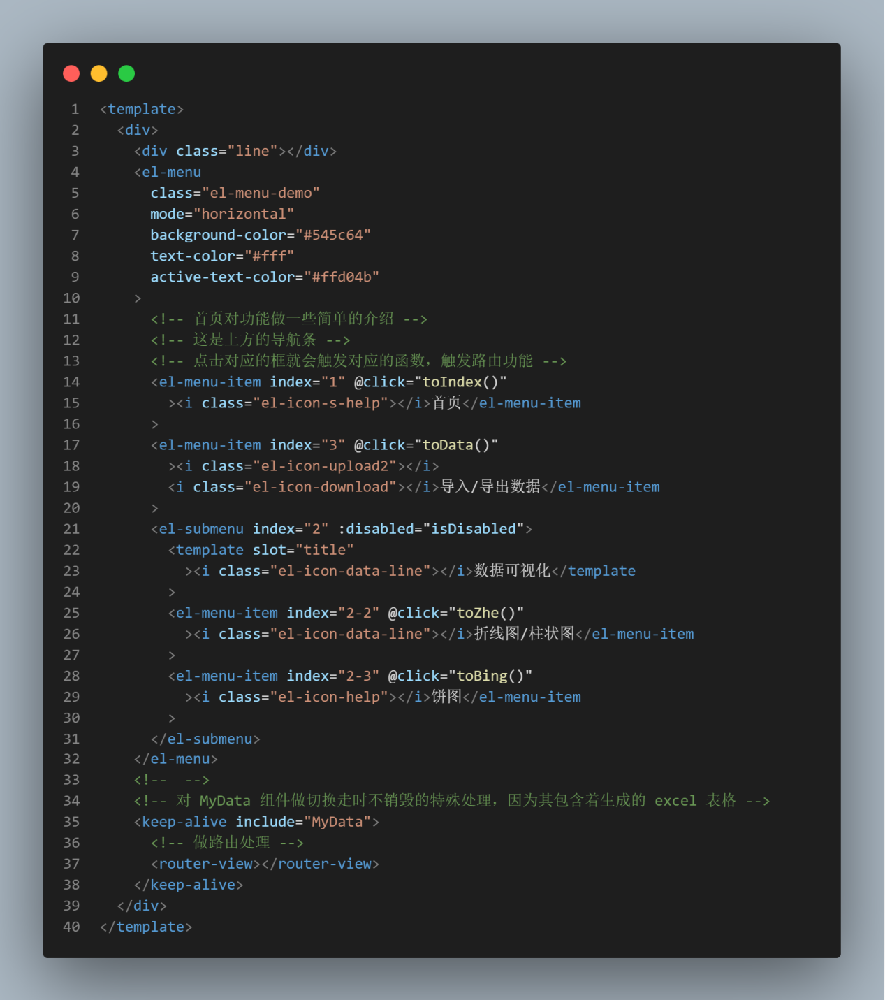 1 <template>
2   <div>
3     <div class="line"></div>
4     <el-menu
5       class="el-menu-demo"
6       mode="horizontal"
7       background-color="#545c64"
8       text-color="#fff"
9       active-text-color="#ffd04b"
10     >
11       <!-- 首页对功能做一些简单的介绍 -->
12       <!-- 这是上方的导航条 -->
13       <!-- 点击对应的框就会触发对应的函数，触发路由功能 -->
14       <el-menu-item index="1" @click="toIndex()"
15         ><i class="el-icon-s-help"></i>首页</el-menu-item
16       >
17       <el-menu-item index="3" @click="toData()"
18         ><i class="el-icon-upload2"></i>
19         <i class="el-icon-download"></i>导入/导出数据</el-menu-item
20       >
21       <el-submenu index="2" :disabled="isDisabled">
22         <template slot="title"
23           ><i class="el-icon-data-line"></i>数据可视化</template
24         >
25         <el-menu-item index="2-2" @click="toZhe()"
26           ><i class="el-icon-data-line"></i>折线图/柱状图</el-menu-item
27         >
28         <el-menu-item index="2-3" @click="toBing()"
29           ><i class="el-icon-help"></i>饼图</el-menu-item
30         >
31       </el-submenu>
32     </el-menu>
33     <!--  -->
34     <!-- 对 MyData 组件做切换走时不销毁的特殊处理，因为其包含着生成的 excel 表格 -->
35     <keep-alive include="MyData">
36       <!-- 做路由处理 -->
37       <router-view></router-view>
38     </keep-alive>
39   </div>
40 </template>